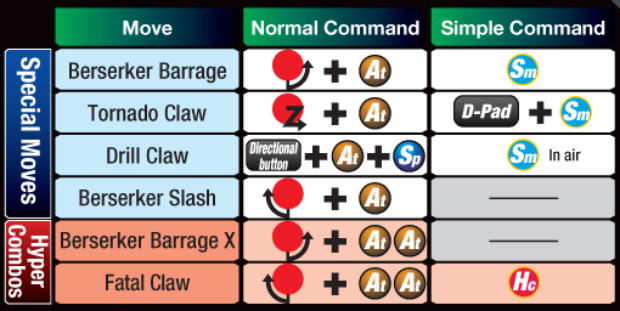 Move Normal Command Simple Command
Special Moves
Berserker Barrage + At Sm
Tornado Claw + At D-Pad + Sm
Drill Claw Directional button + At + Sp Sm In air
Berserker Slash + At
Hyper Combos
Berserker Barrage X + At At
Fatal Claw + At At Hc